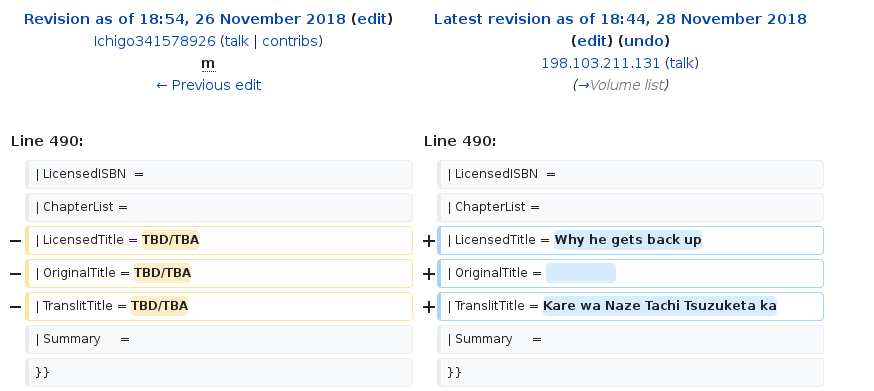 Revision as of 18:54, 26 November 2018 (edit)
Ichigo341578926 (talk | contribs)
m
← Previous edit
Latest revision as of 18:44, 28 November 2018
(edit) (undo)
198.103.211.131 (talk)
(→Volume list)
Line 490:
Line 490:
| LicensedISBN =
| LicensedISBN =
| ChapterList =
| ChapterList =
− | LicensedTitle = TBD/TBA
+ | LicensedTitle = Why he gets back up
− | OriginalTitle = TBD/TBA
+ | OriginalTitle =
− | TranslitTitle = TBD/TBA
+ | TranslitTitle = Kare wa Naze Tachi Tsuzuketa ka
| Summary =
| Summary =
}}
}}